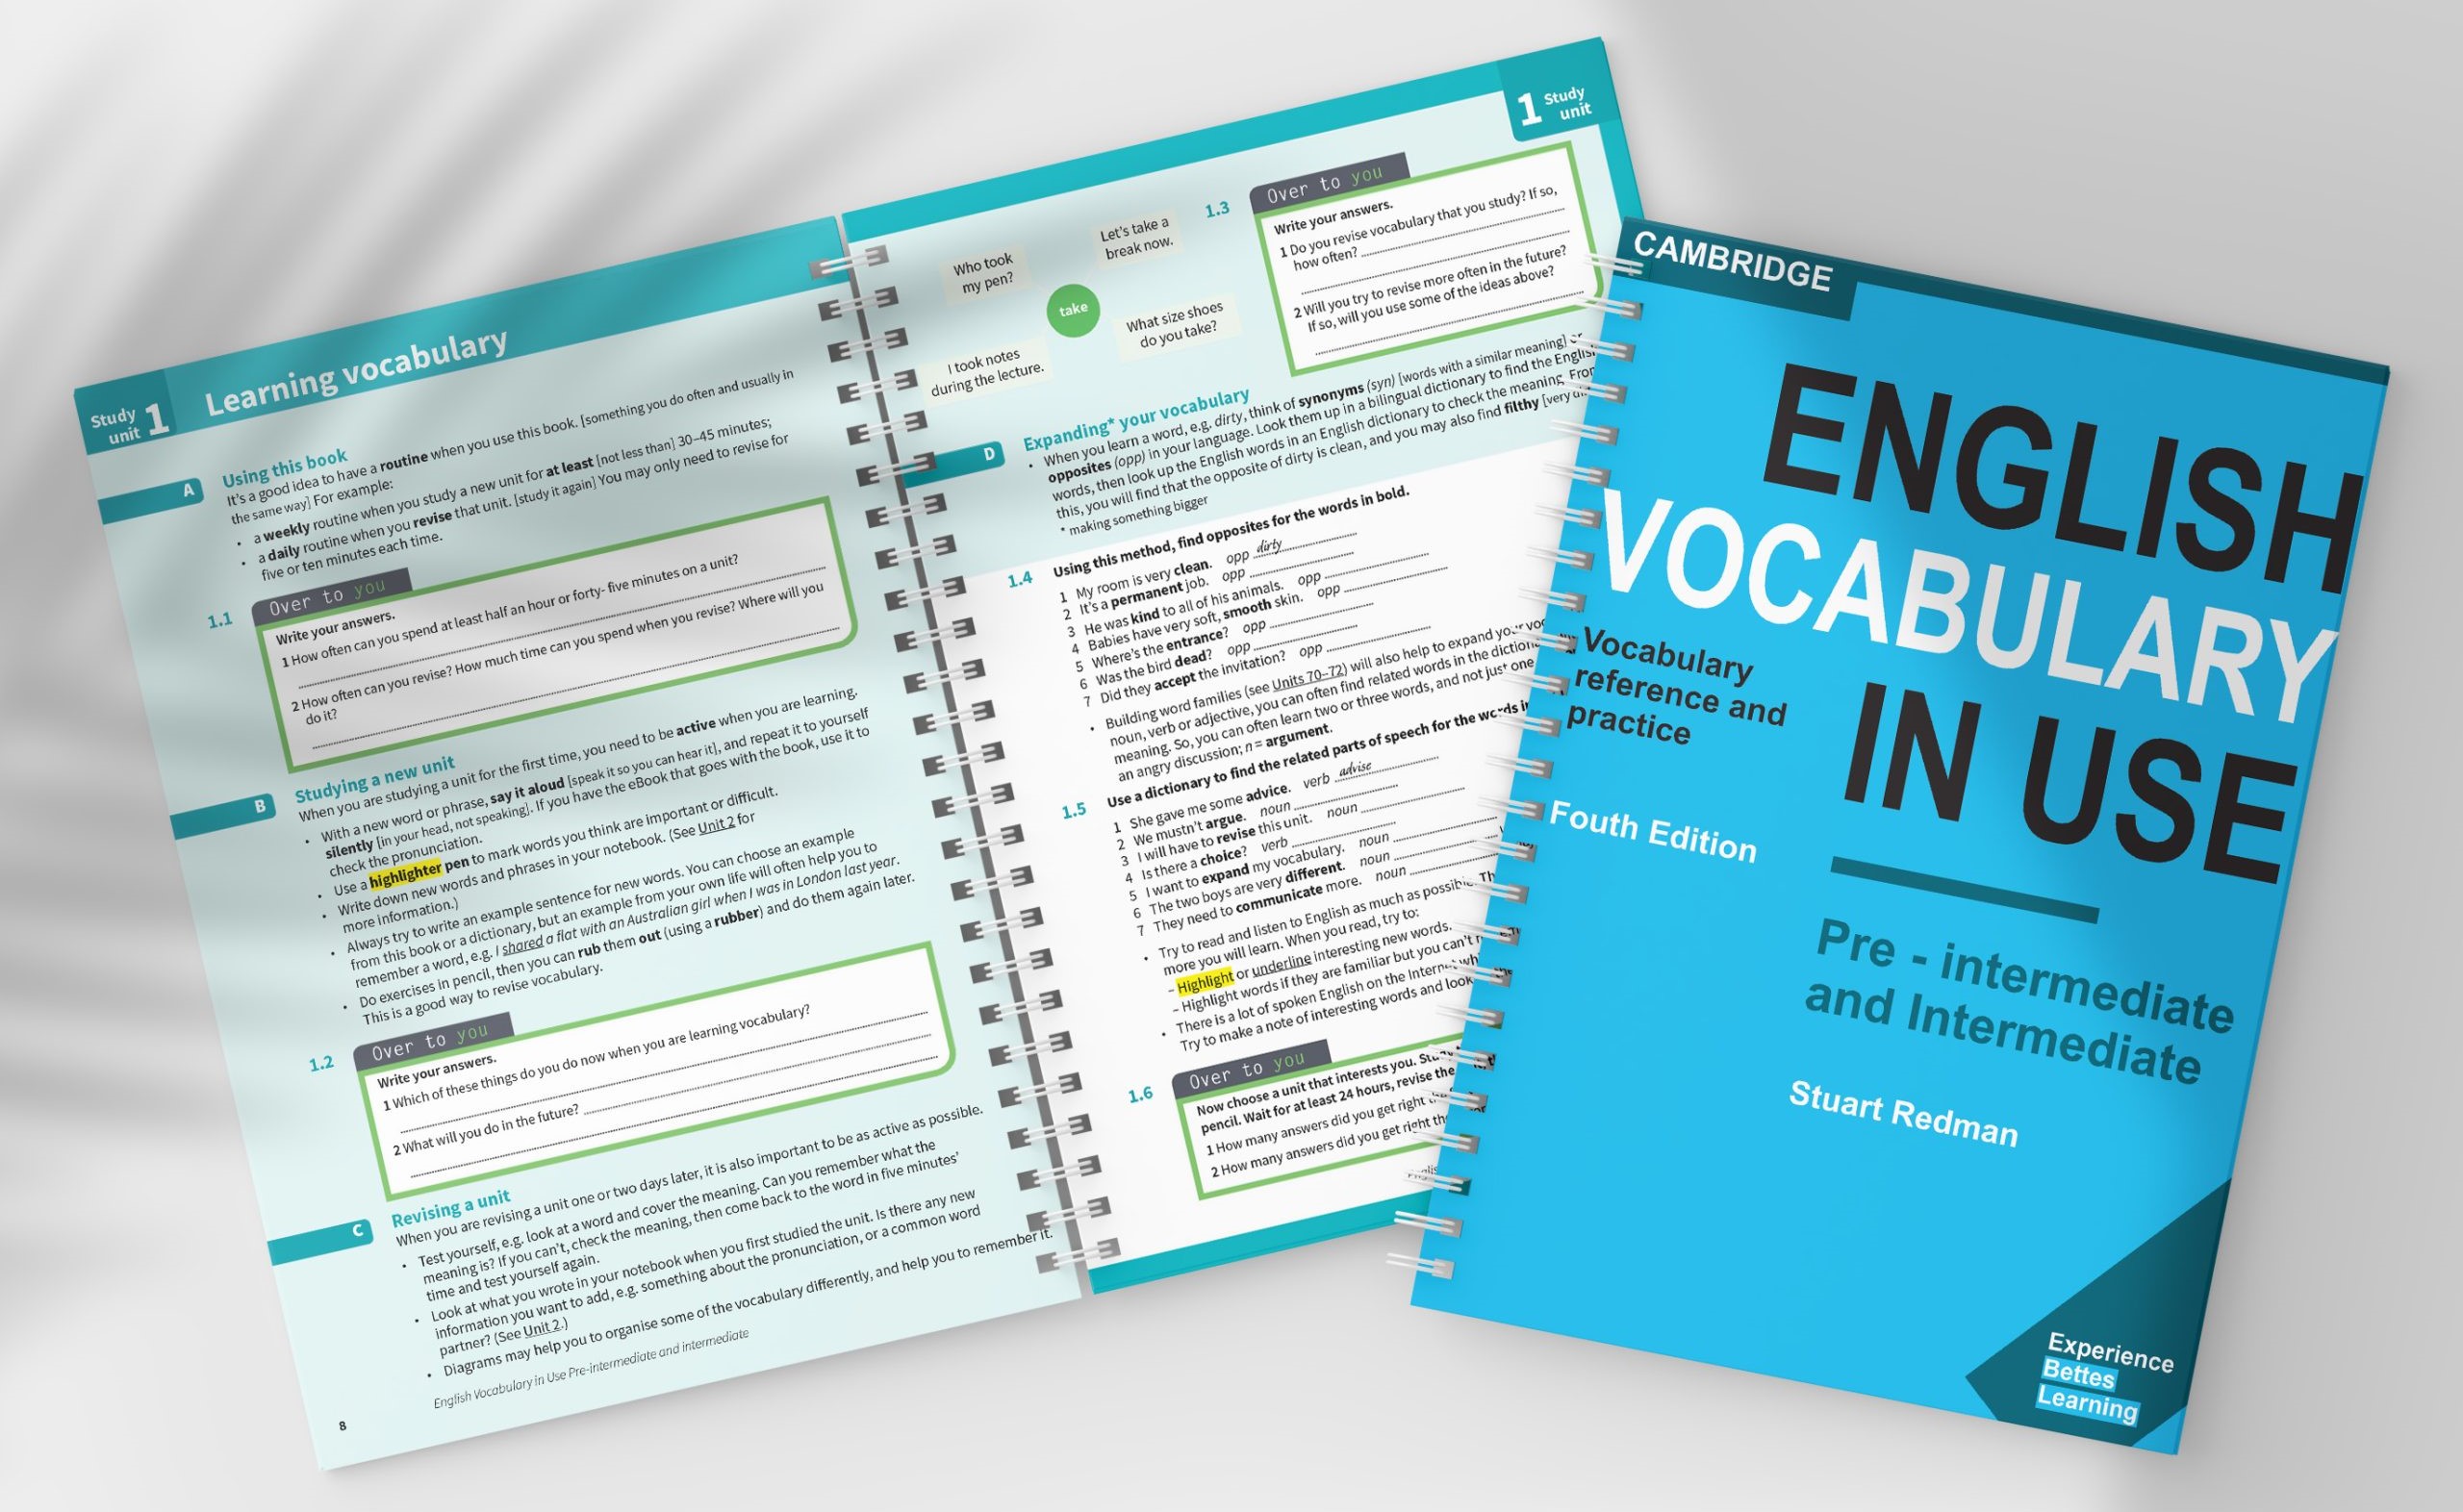 Study
unit 1
Learning vocabulary
A
Using this book
It's a good idea to have a routine when you use this book. [something you do often and usually in
the same way] For example:
• a weekly routine when you study a new unit for at least [not less than] 30–45 minutes;
• a daily routine when you revise that unit. [study it again] You may only need to revise for
five or ten minutes each time.
1.1
Over to you
Write your answers.
1 How often can you spend at least half an hour or forty- five minutes on a unit?
2 How often can you revise? How much time can you spend when you revise? Where will you
do it?
B
Studying a new unit
When you are studying a unit for the first time, you need to be active when you are learning.
• With a new word or phrase, say it aloud [speak it so you can hear it], and repeat it to yourself
silently [in your head, not speaking]. If you have the eBook that goes with the book, use it to
check the pronunciation.
• Use a highlighter pen to mark words you think are important or difficult.
• Write down new words and phrases in your notebook. (See Unit 2 for
more information.)
• Always try to write an example sentence for new words. You can choose an example
from this book or a dictionary, but an example from your own life will often help you to
remember a word, e.g. I shared a flat with an Australian girl when I was in London last year.
• Do exercises in pencil, then you can rub them out (using a rubber) and do them again later.
This is a good way to revise vocabulary.
1.2
Over to you
Write your answers.
1 Which of these things do you do now when you are learning vocabulary?
2 What will you do in the future?
C
Revising a unit
When you are revising a unit one or two days later, it is also important to be as active as possible.
• Test yourself, e.g. look at a word and cover the meaning. Can you remember what the
meaning is? If you can't, check the meaning, then come back to the word in five minutes'
time and test yourself again.
• Look at what you wrote in your notebook when you first studied the unit. Is there any new
information you want to add, e.g. something about the pronunciation, or a common word
partner? (See Unit 2.)
• Diagrams may help you to organise some of the vocabulary differently, and help you to remember it.
8
English Vocabulary in Use Pre-intermediate and intermediate
1 Study
unit
Who took
my pen?
Let's take a
break now.
take
What size shoes
do you take?
I took notes
during the lecture.
1.3
Over to you
Write your answers.
1 Do you revise vocabulary that you study? If so,
how often?
2 Will you try to revise more often in the future?
If so, will you use some of the ideas above?
D
Expanding* your vocabulary
• When you learn a word, e.g. dirty, think of synonyms (syn) [words with a similar meaning] or
opposites (opp) in your language. Look them up in a bilingual dictionary to find the English
words, then look up the English words in an English dictionary to check the meaning. From
this, you will find that the opposite of dirty is clean, and you may also find filthy [very
* making something bigger
1.4
Using this method, find opposites for the words in bold.
1 My room is very clean. opp dirty
2 It's a permanent job. opp
3 He was kind to all of his animals. opp
4 Babies have very soft, smooth skin. opp
5 Where's the entrance? opp
6 Was the bird dead? opp
7 Did they accept the invitation? opp
• Building word families (see Units 70–72) will also help to expand your
noun, verb or adjective, you can often find related words in the
meaning. So, you can often learn two or three words, and not just one
an angry discussion; n = argument.
1.5
Use a dictionary to find the related parts of speech for the words
1 She gave me some advice. verb advise
2 We mustn't argue. noun
3 I will have to revise this unit. noun
4 Is there a choice? verb
5 I want to expand my vocabulary. noun
6 The two boys are very different. noun
7 They need to communicate more. noun
• Try to read and listen to English as much as possible.
more you will learn. When you read, try to:
– Highlight or underline interesting new words.
– Highlight words if they are familiar but you can't
• There is a lot of spoken English on the Internet
Try to make a note of interesting words and look
1.6
Over to you
Now choose a unit that interests you.
pencil. Wait for at least 24 hours, revise the
1 How many answers did you get right
2 How many answers did you get right
CAMBRIDGE
ENGLISH
VOCABULARY
IN USE
Vocabulary
reference and
practice
Fouth Edition
Pre - intermediate
and Intermediate
Stuart Redman
Experience
Bettes
Learning